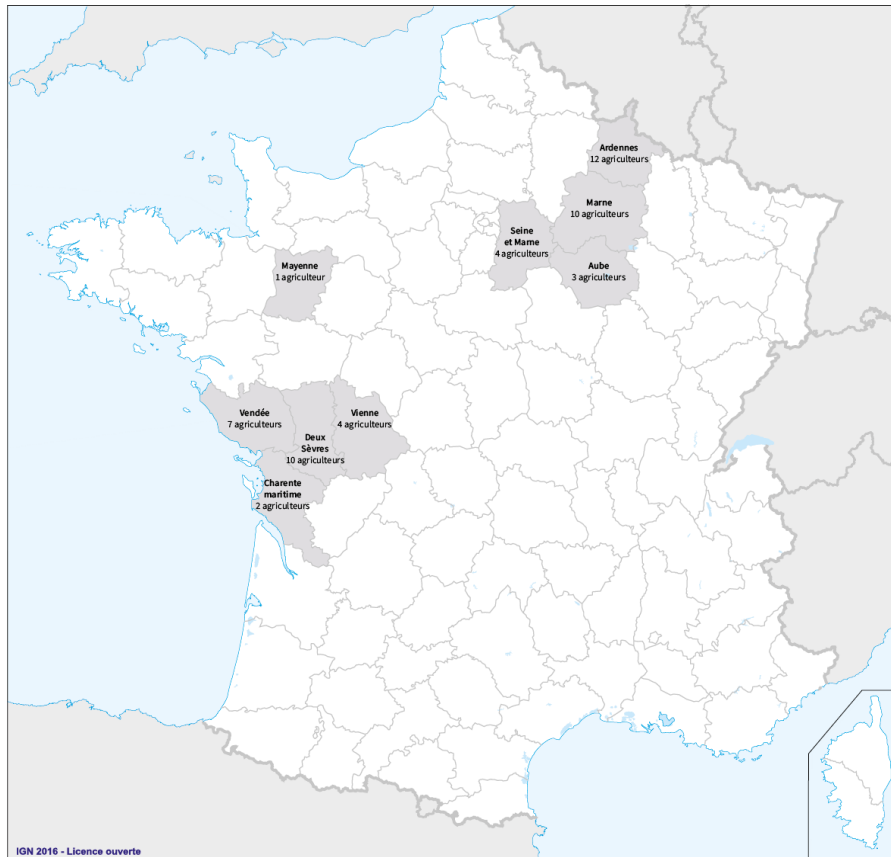 Ardennes
12 agriculteurs
Marne
10 agriculteurs
Seine
et Marne
4 agriculteurs
Aube
3 agriculteurs
Mayenne
1 agriculteur
Vendée
7 agriculteurs
Deux
Sèvres
10 agriculteurs
Vienne
4 agriculteurs
Charente
maritime
2 agriculteurs
IGN 2016 - Licence ouverte